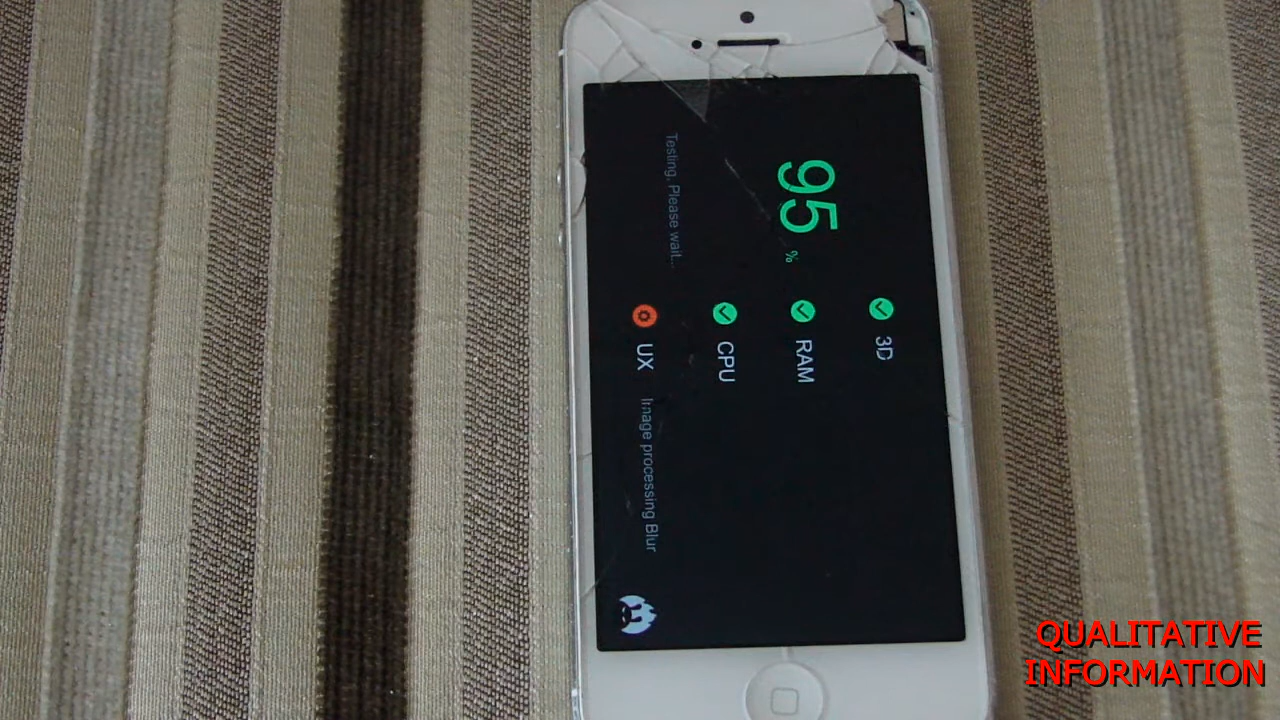 95 %
Testing, Please wait...
3D
RAM
CPU
UX Image processing Blur
QUALITATIVE
INFORMATION